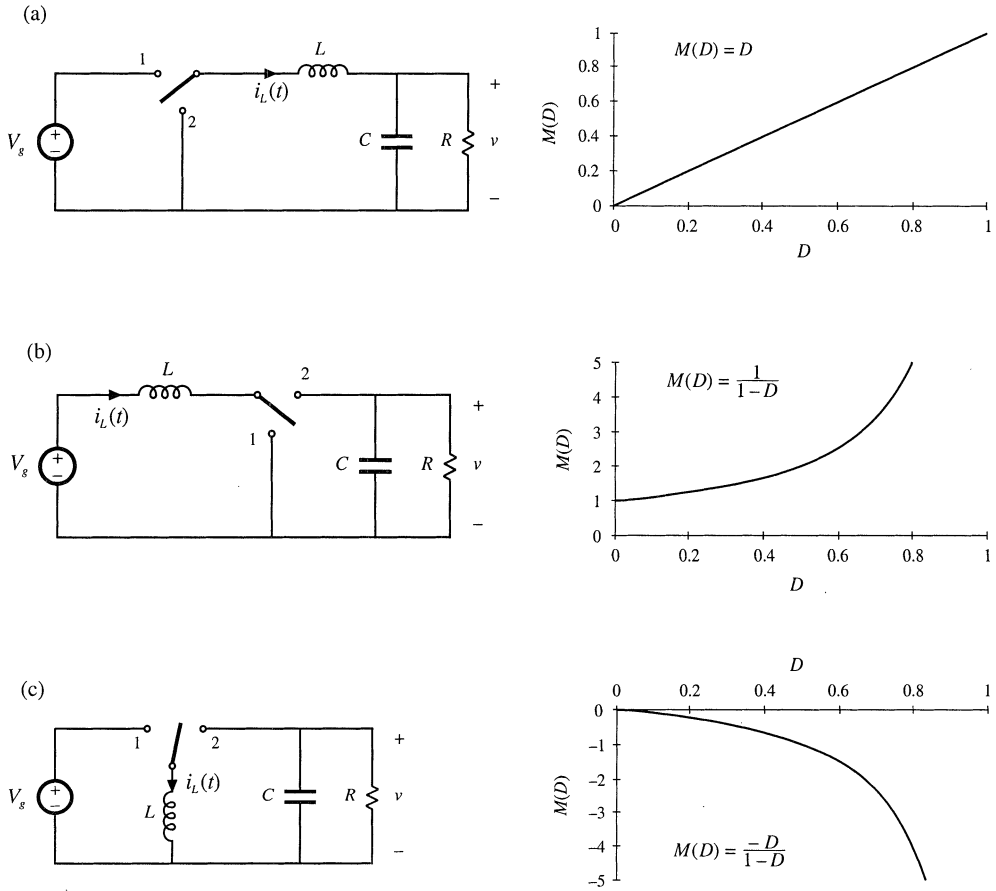 (a)
L
1
i_L(t)
2
V_g
+
−
C
R
+
v
−
M(D) = D
M(D)
1
0.8
0.6
0.4
0.2
0
0
0.2
0.4
0.6
0.8
1
D
(b)
L
2
i_L(t)
1
V_g
+
−
C
R
+
v
−
M(D) = \frac{1}{1-D}
M(D)
5
4
3
2
1
0
0
0.2
0.4
0.6
0.8
1
D
(c)
1
2
i_L(t)
L
V_g
+
−
C
R
+
v
−
D
0
0.2
0.4
0.6
0.8
1
M(D)
0
−1
−2
−3
−4
−5
M(D) = \frac{-D}{1-D}